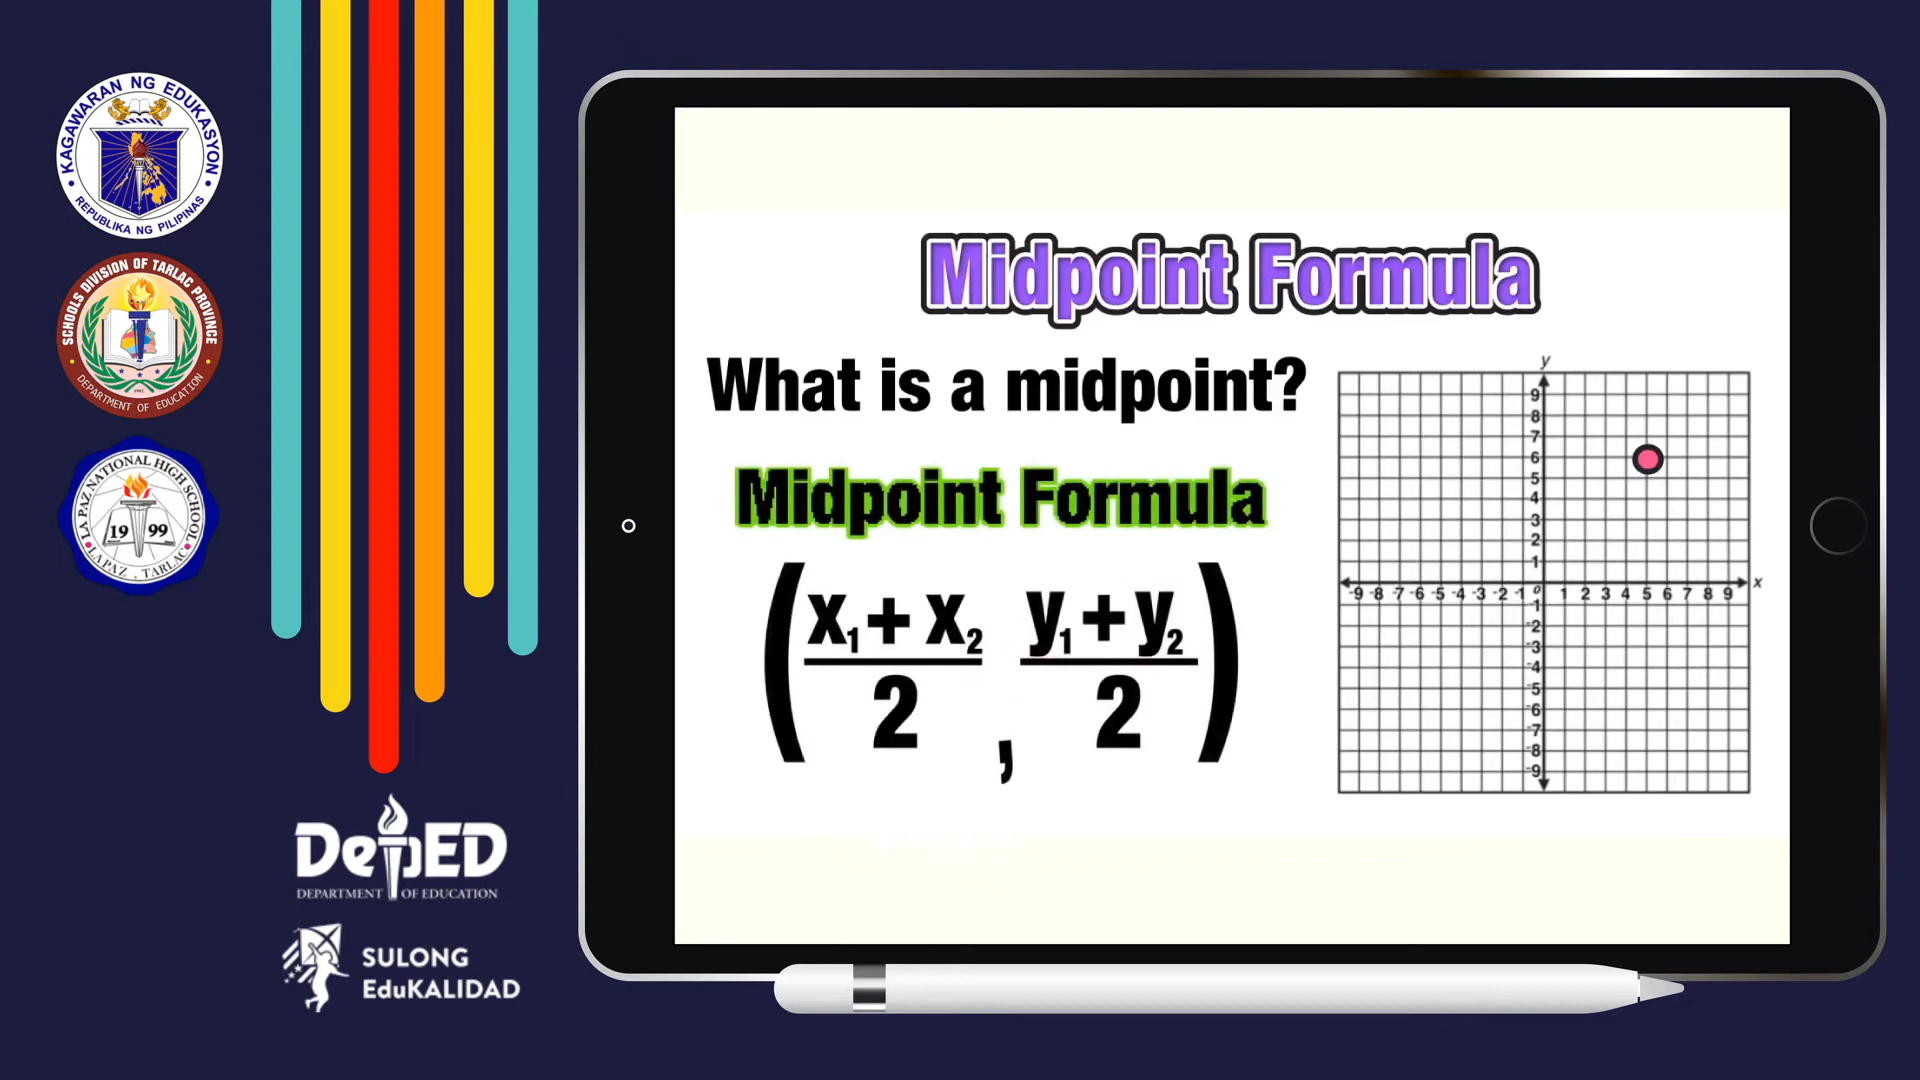 KAGAWARAN NG EDUKASYON
REPUBLIKA NG PILIPINAS
SCHOOLS DIVISION OF TARLAC PROVINCE
DEPARTMENT OF EDUCATION
LA PAZ NATIONAL HIGH SCHOOL
19 99
LA PAZ , TARLAC
DepED
DEPARTMENT OF EDUCATION
SULONG
EduKALIDAD
Midpoint Formula
What is a midpoint?
Midpoint Formula
(x₁ + x₂ / 2 , y₁ + y₂ / 2)
y
9
8
7
6
5
4
3
2
1
-9 -8 -7 -6 -5 -4 -3 -2 -1 0 1 2 3 4 5 6 7 8 9 x
-1
-2
-3
-4
-5
-6
-7
-8
-9